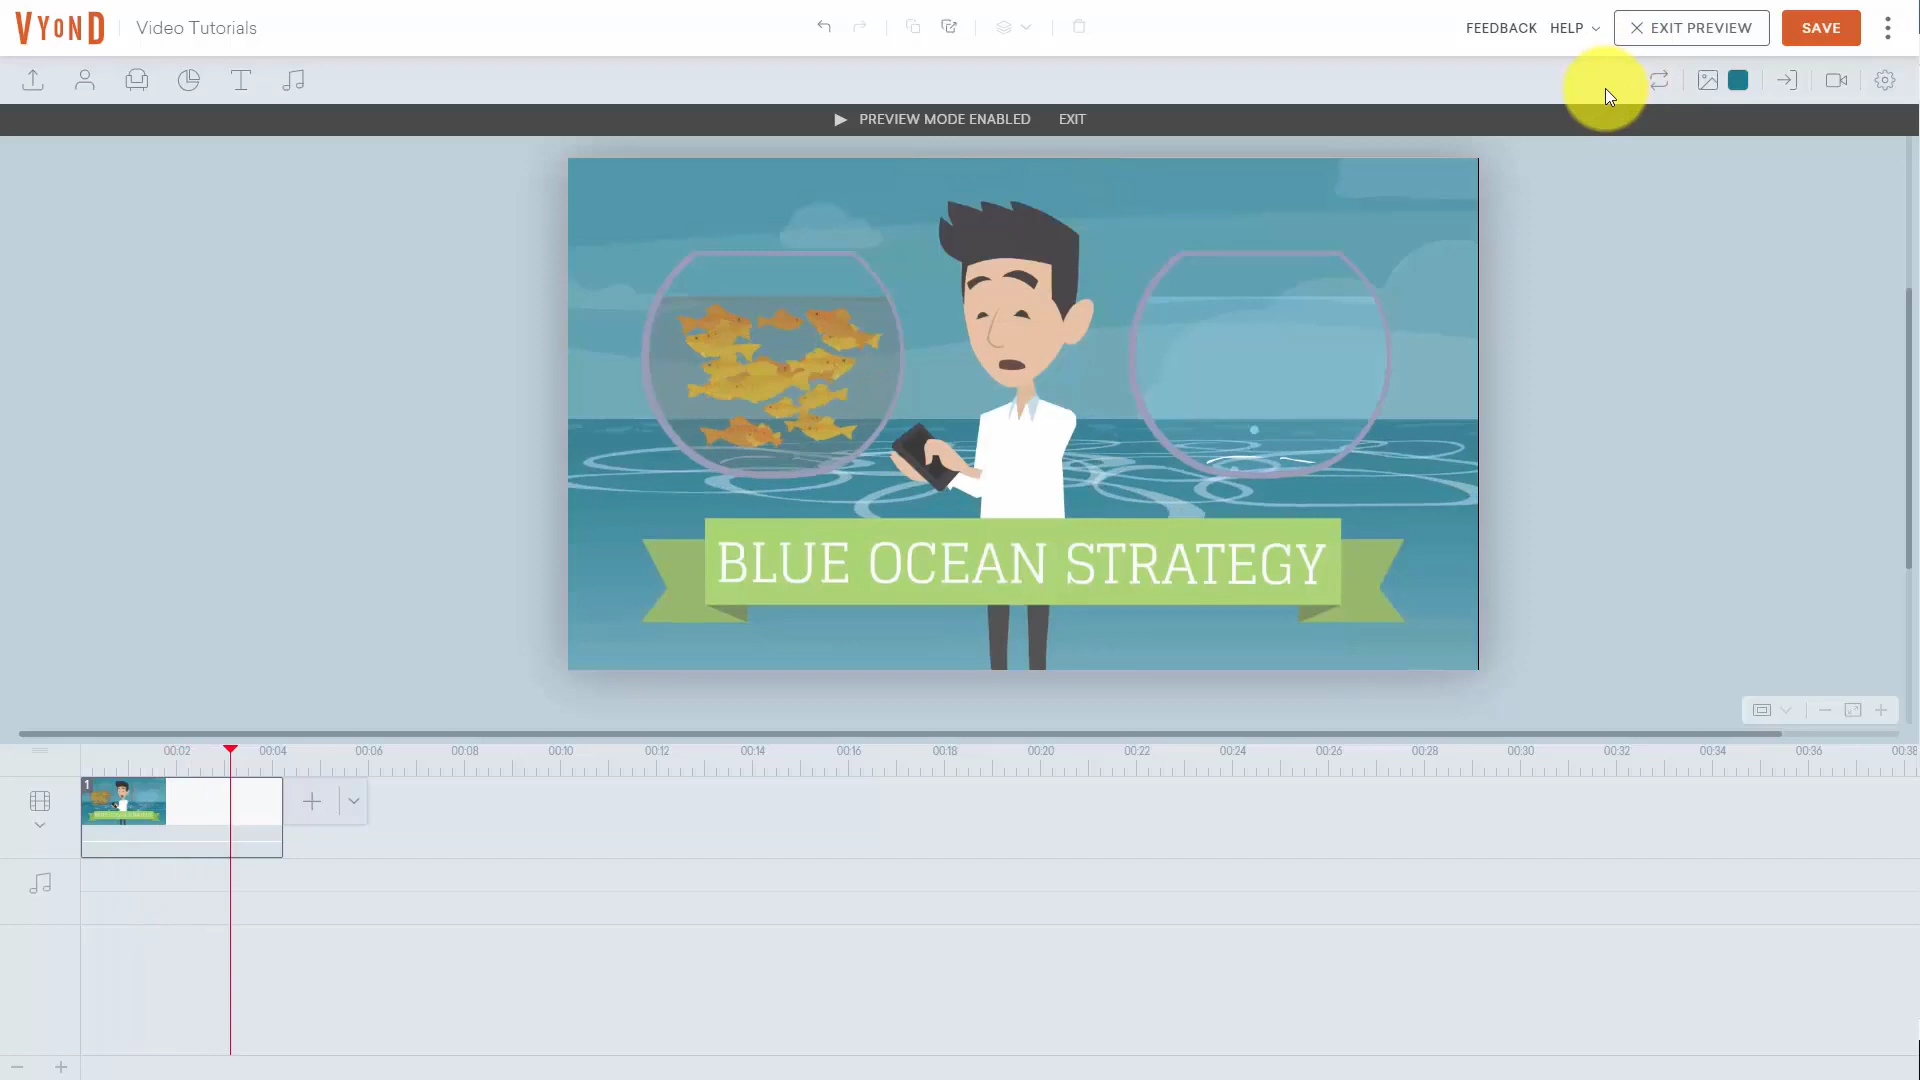 VYOND
Video Tutorials
FEEDBACK
HELP
EXIT PREVIEW
SAVE
PREVIEW MODE ENABLED
EXIT
BLUE OCEAN STRATEGY
00:02
00:04
00:06
00:08
00:10
00:12
00:14
00:16
00:18
00:20
00:22
00:24
00:26
00:28
00:30
00:32
00:34
00:36
00:38
1